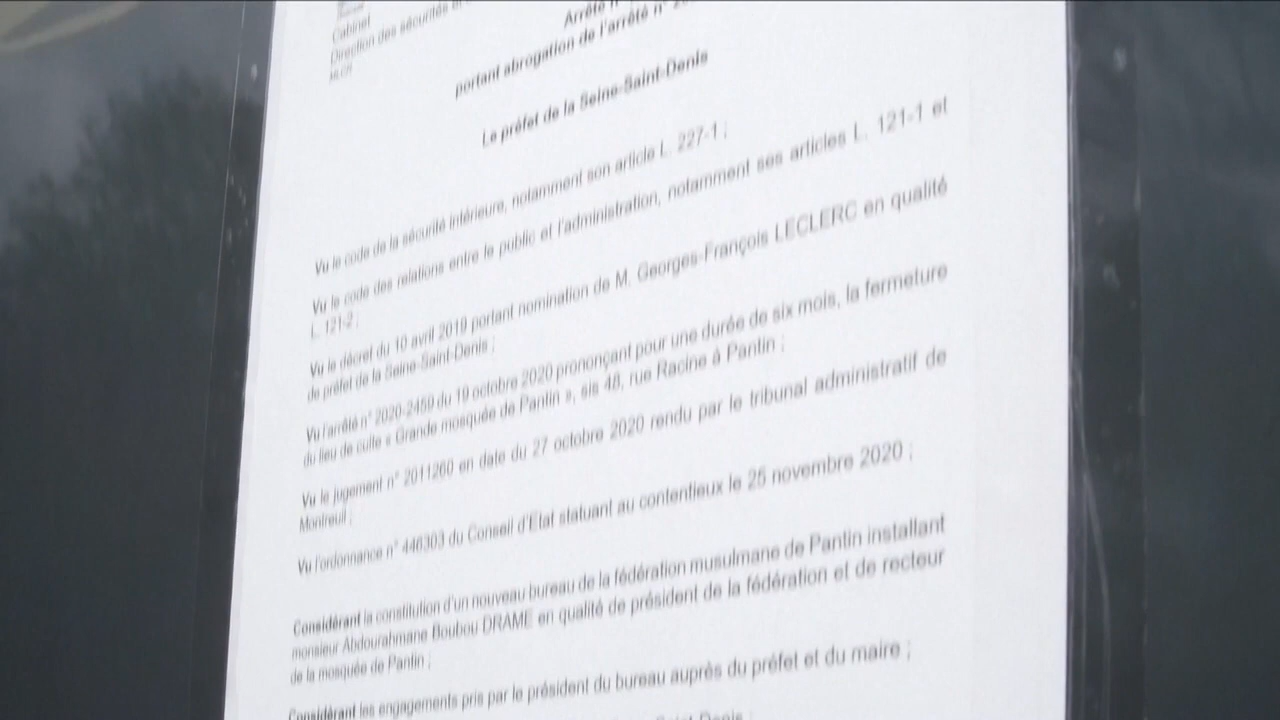 Cabinet
Direction des sécurités
Arrêté n°
portant abrogation de l'arrêté n°
Le préfet de la Seine-Saint-Denis
Vu le code de la sécurité intérieure, notamment son article L. 227-1 ;
Vu le code des relations entre le public et l'administration, notamment ses articles L. 121-1 et
L. 121-2 ;
Vu le décret du 10 avril 2019 portant nomination de M. Georges-François LECLERC en qualité
de préfet de la Seine-Saint-Denis ;
Vu l'arrêté n° 2020-2459 du 19 octobre 2020 prononçant pour une durée de six mois, la fermeture
du lieu de culte « Grande mosquée de Pantin », sis 48, rue Racine à Pantin ;
Vu le jugement n° 2011260 en date du 27 octobre 2020 rendu par le tribunal administratif de
Montreuil ;
Vu l'ordonnance n° 446303 du Conseil d'Etat statuant au contentieux le 25 novembre 2020 ;
Considérant la constitution d'un nouveau bureau de la fédération musulmane de Pantin installant
monsieur Abdourahmane Boubou DRAME en qualité de président de la fédération et de recteur
de la mosquée de Pantin ;
Considérant les engagements pris par le président du bureau auprès du préfet et du maire ;